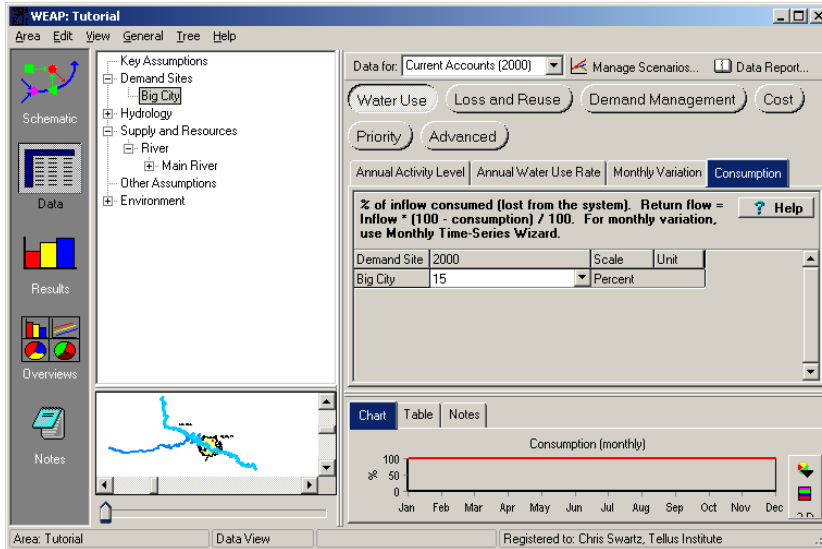 WEAP: Tutorial
Area Edit View General Tree Help
Schematic
Data
Results
Overviews
Notes
Key Assumptions
Demand Sites
Big City
Hydrology
Supply and Resources
River
Main River
Other Assumptions
Environment
Data for: Current Accounts (2000) Manage Scenarios... Data Report...
Water Use Loss and Reuse Demand Management Cost
Priority Advanced
Annual Activity Level Annual Water Use Rate Monthly Variation Consumption
% of inflow consumed (lost from the system). Return flow =
Inflow * (100 - consumption) / 100. For monthly variation,
use Monthly Time-Series Wizard.
? Help
Demand Site 2000 Scale Unit
Big City 15 Percent
Chart Table Notes
Consumption (monthly)
%
100
50
0
Jan Feb Mar Apr May Jun Jul Aug Sep Oct Nov Dec
Area: Tutorial Data View Registered to: Chris Swartz, Tellus Institute